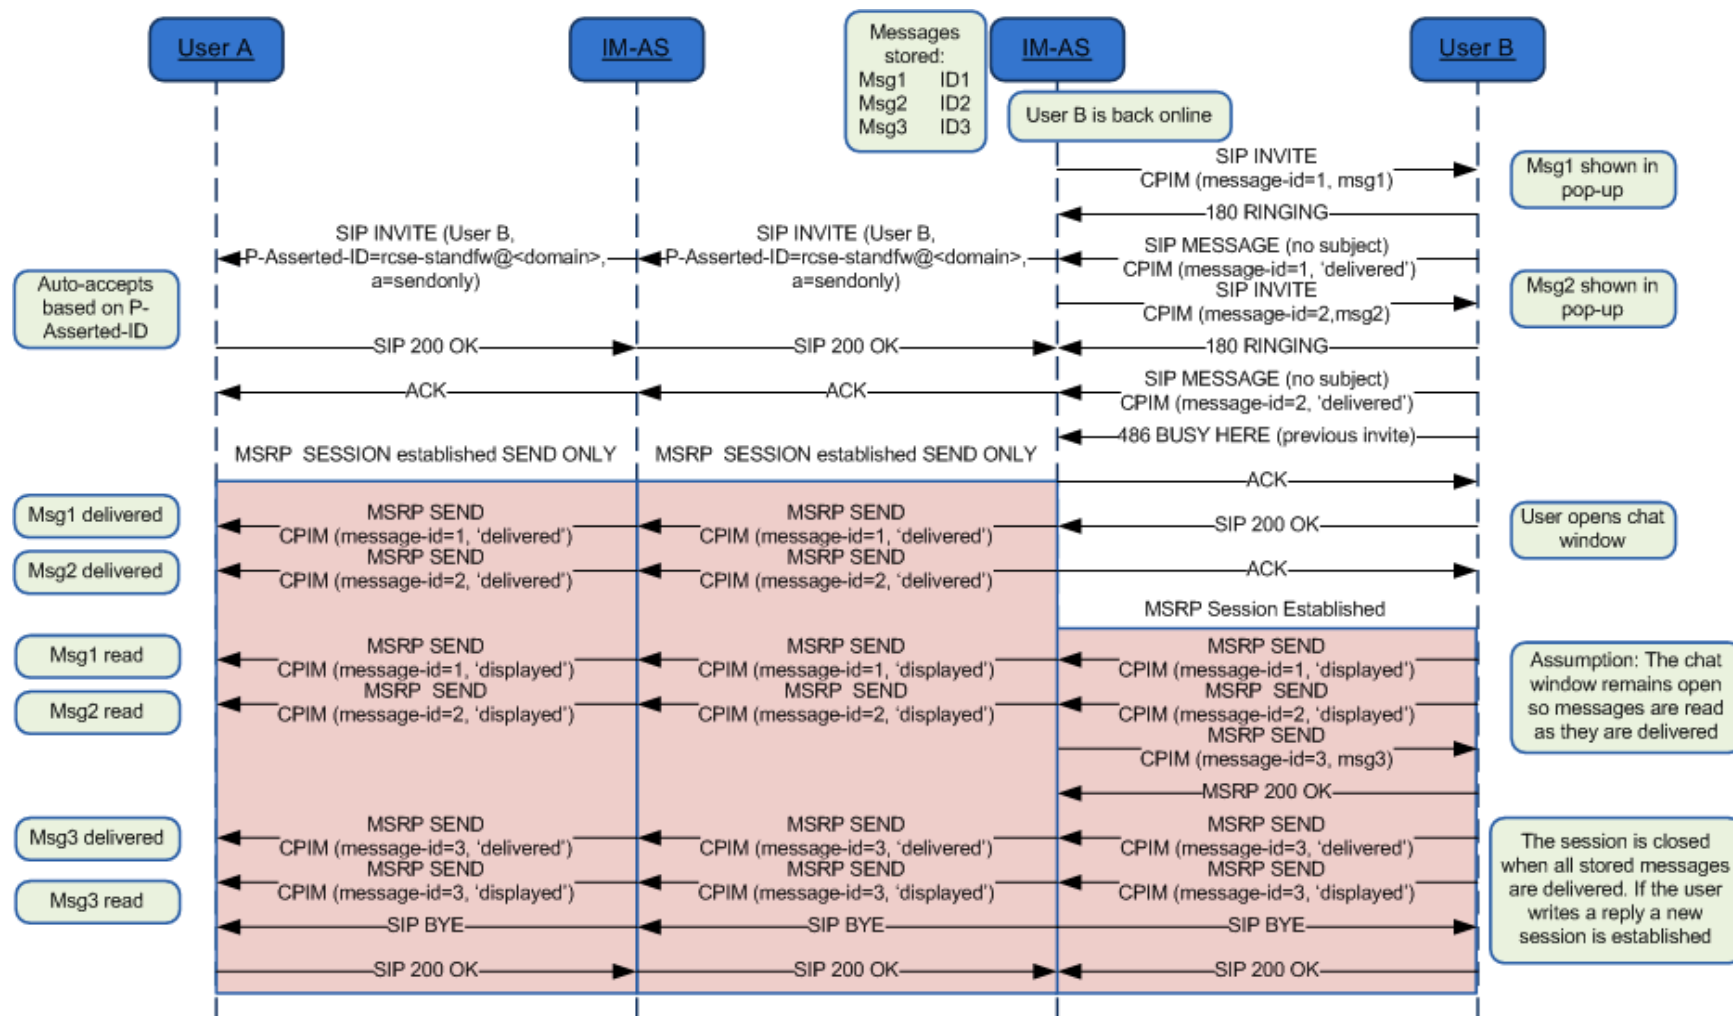 User A
IM-AS
Messages
stored:
Msg1 ID1
Msg2 ID2
Msg3 ID3
IM-AS
User B
User B is back online
SIP INVITE
CPIM (message-id=1, msg1)
Msg1 shown in
pop-up
180 RINGING
SIP INVITE (User B,
P-Asserted-ID=rcse-standfw@<domain>,
a=sendonly)
SIP INVITE (User B,
P-Asserted-ID=rcse-standfw@<domain>,
a=sendonly)
SIP MESSAGE (no subject)
CPIM (message-id=1, ‘delivered’)
Auto-accepts
based on P-
Asserted-ID
SIP INVITE
CPIM (message-id=2,msg2)
Msg2 shown in
pop-up
SIP 200 OK
SIP 200 OK
180 RINGING
ACK
ACK
SIP MESSAGE (no subject)
CPIM (message-id=2, ‘delivered’)
486 BUSY HERE (previous invite)
MSRP SESSION established SEND ONLY
MSRP SESSION established SEND ONLY
ACK
Msg1 delivered
MSRP SEND
CPIM (message-id=1, ‘delivered’)
MSRP SEND
CPIM (message-id=1, ‘delivered’)
SIP 200 OK
User opens chat
window
Msg2 delivered
MSRP SEND
CPIM (message-id=2, ‘delivered’)
MSRP SEND
CPIM (message-id=2, ‘delivered’)
ACK
MSRP Session Established
Msg1 read
MSRP SEND
CPIM (message-id=1, ‘displayed’)
MSRP SEND
CPIM (message-id=1, ‘displayed’)
MSRP SEND
CPIM (message-id=1, ‘displayed’)
Assumption: The chat
window remains open
so messages are read
as they are delivered
Msg2 read
MSRP SEND
CPIM (message-id=2, ‘displayed’)
MSRP SEND
CPIM (message-id=2, ‘displayed’)
MSRP SEND
CPIM (message-id=2, ‘displayed’)
MSRP SEND
CPIM (message-id=3, msg3)
MSRP 200 OK
Msg3 delivered
MSRP SEND
CPIM (message-id=3, ‘delivered’)
MSRP SEND
CPIM (message-id=3, ‘delivered’)
MSRP SEND
CPIM (message-id=3, ‘delivered’)
The session is closed
when all stored messages
are delivered. If the user
writes a reply a new
session is established
Msg3 read
MSRP SEND
CPIM (message-id=3, ‘displayed’)
MSRP SEND
CPIM (message-id=3, ‘displayed’)
MSRP SEND
CPIM (message-id=3, ‘displayed’)
SIP BYE
SIP BYE
SIP BYE
SIP 200 OK
SIP 200 OK
SIP 200 OK